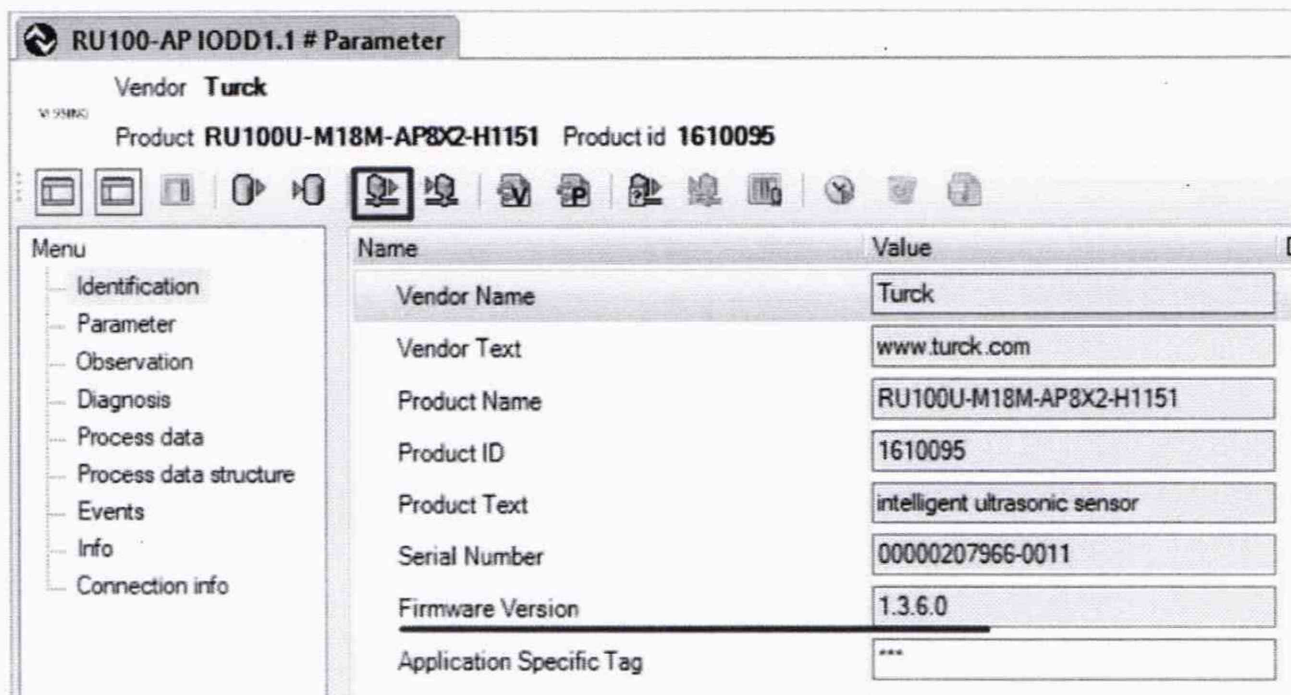 RU100-AP IODD1.1 # Parameter
Vendor Turck
Product RU100U-M18M-AP8X2-H1151 Product id 1610095
V
P
?
Menu
Identification
Parameter
Observation
Diagnosis
Process data
Process data structure
Events
Info
Connection info
Name Value D
Vendor Name Turck
Vendor Text www.turck.com
Product Name RU100U-M18M-AP8X2-H1151
Product ID 1610095
Product Text intelligent ultrasonic sensor
Serial Number 00000207966-0011
Firmware Version 1.3.6.0
Application Specific Tag ***